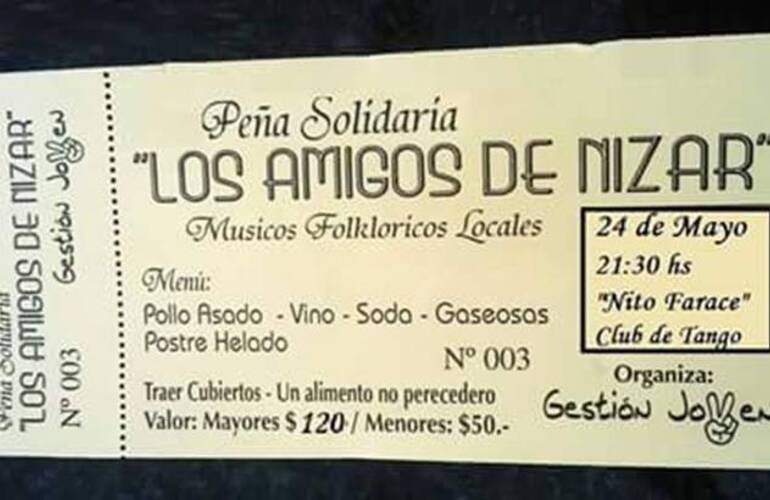 Peña Solidaria
"LOS AMIGOS DE NIZAR"
Gestión Joven
Nº 003
Peña Solidaria
"LOS AMIGOS DE NIZAR"
Musicos Folkloricos Locales
24 de Mayo
21:30 hs
"Nito Farace"
Club de Tango
Menú:
Pollo Asado - Vino - Soda - Gaseosas
Postre Helado
Nº 003
Traer Cubiertos - Un alimento no perecedero
Valor: Mayores $ 120 / Menores: $50.-
Organiza:
Gestión Joven